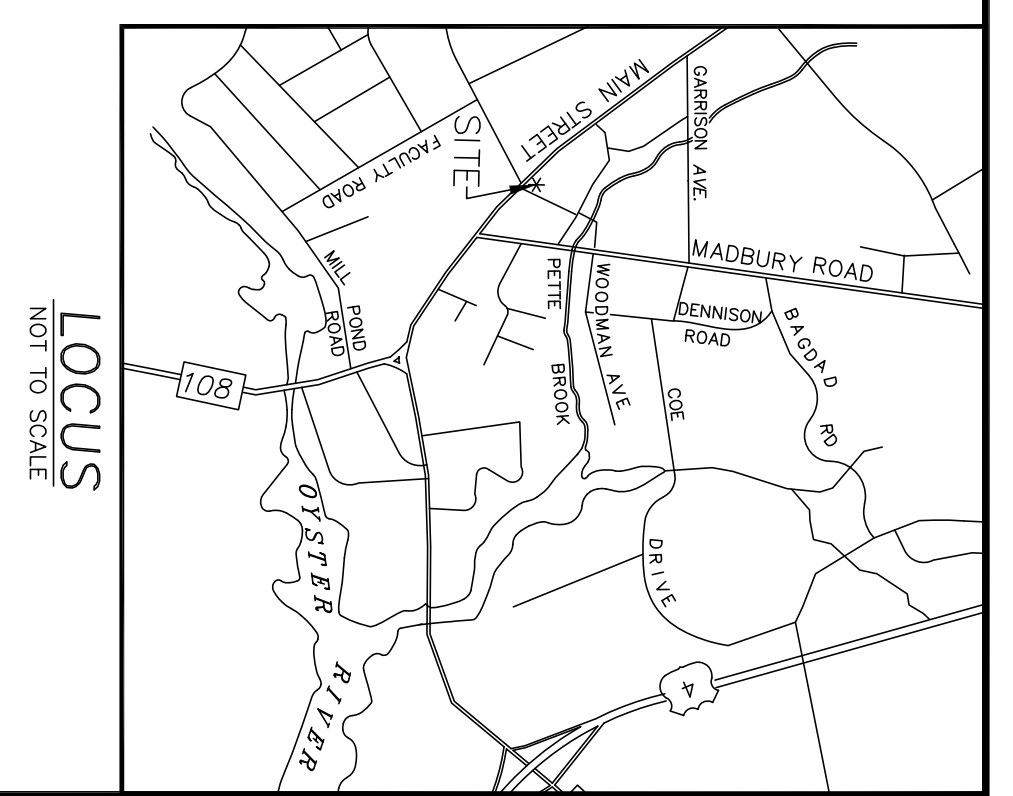 MAIN STREET
GARRISON AVE.
SITE
FACULTY ROAD
MADBURY ROAD
MILL
POND
ROAD
PETTE
BROOK
WOODMAN AVE
DENNISON
ROAD
BAGDAD RD
COE
DRIVE
108
4
OYSTER
RIVER
LOCUS
NOT TO SCALE